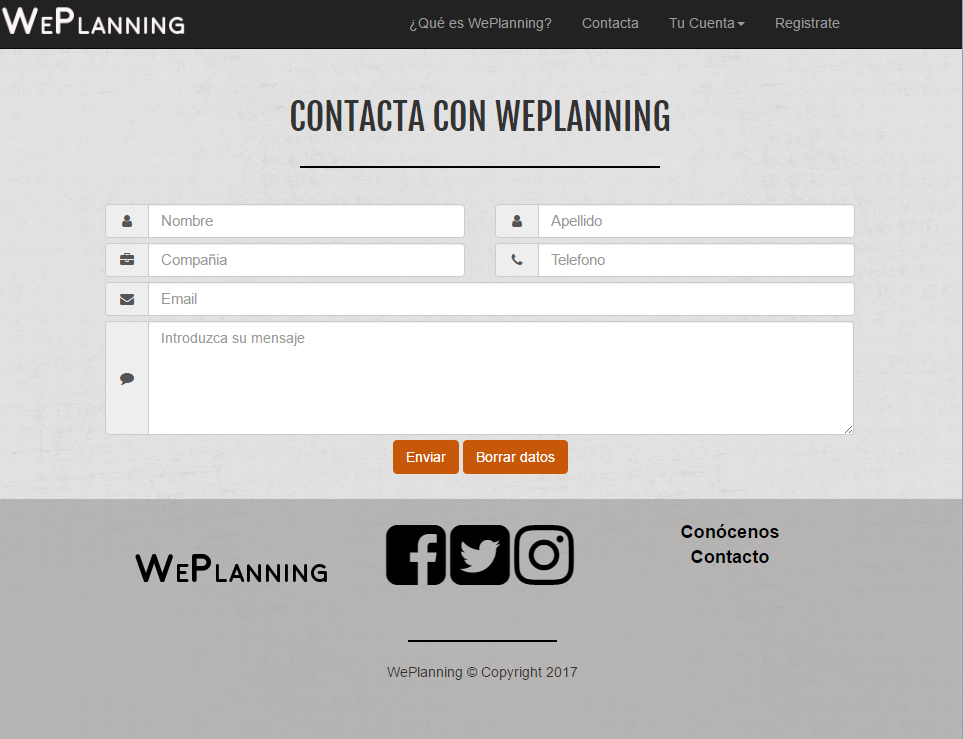 WePlanning
¿Qué es WePlanning? Contacta Tu Cuenta Registrate
CONTACTA CON WEPLANNING
Nombre
Apellido
Compañia
Telefono
Email
Introduzca su mensaje
Enviar
Borrar datos
WePlanning
Conócenos
Contacto
WePlanning © Copyright 2017